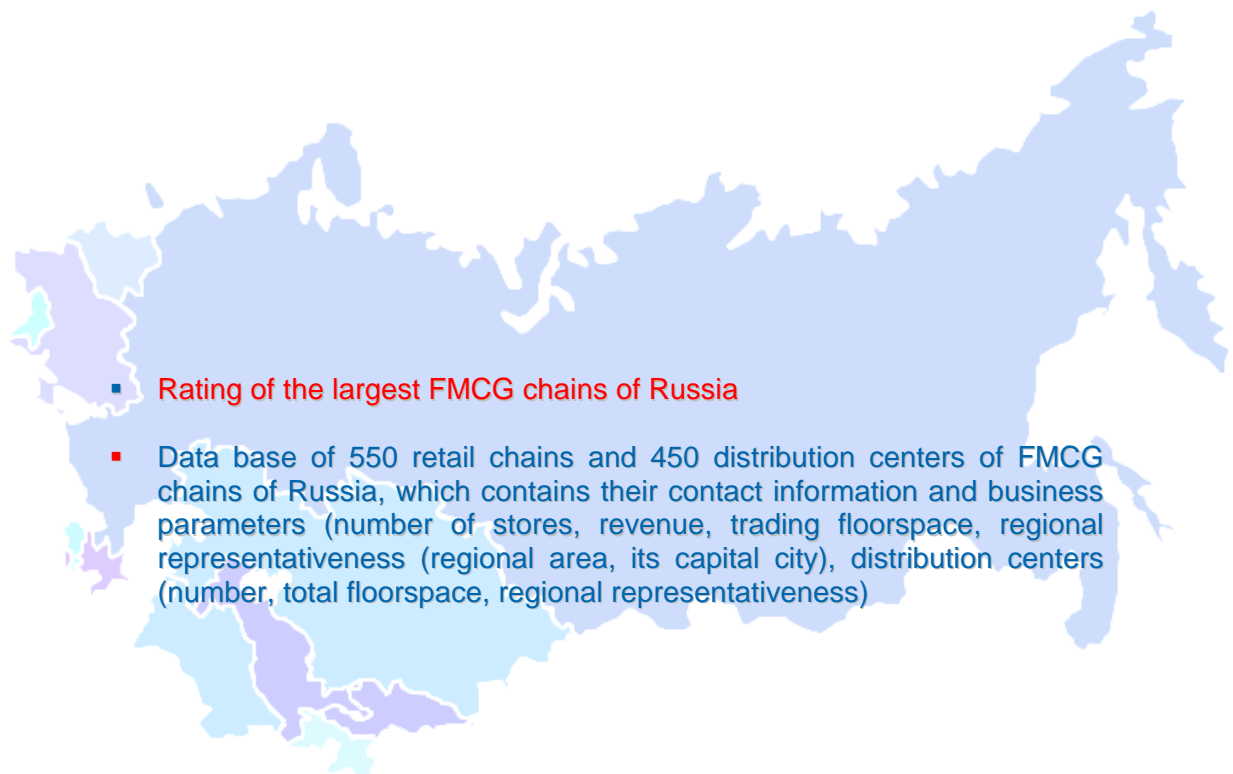 ▪ Rating of the largest FMCG chains of Russia
▪ Data base of 550 retail chains and 450 distribution centers of FMCG
chains of Russia, which contains their contact information and business
parameters (number of stores, revenue, trading floorspace, regional
representativeness (regional area, its capital city), distribution centers
(number, total floorspace, regional representativeness)